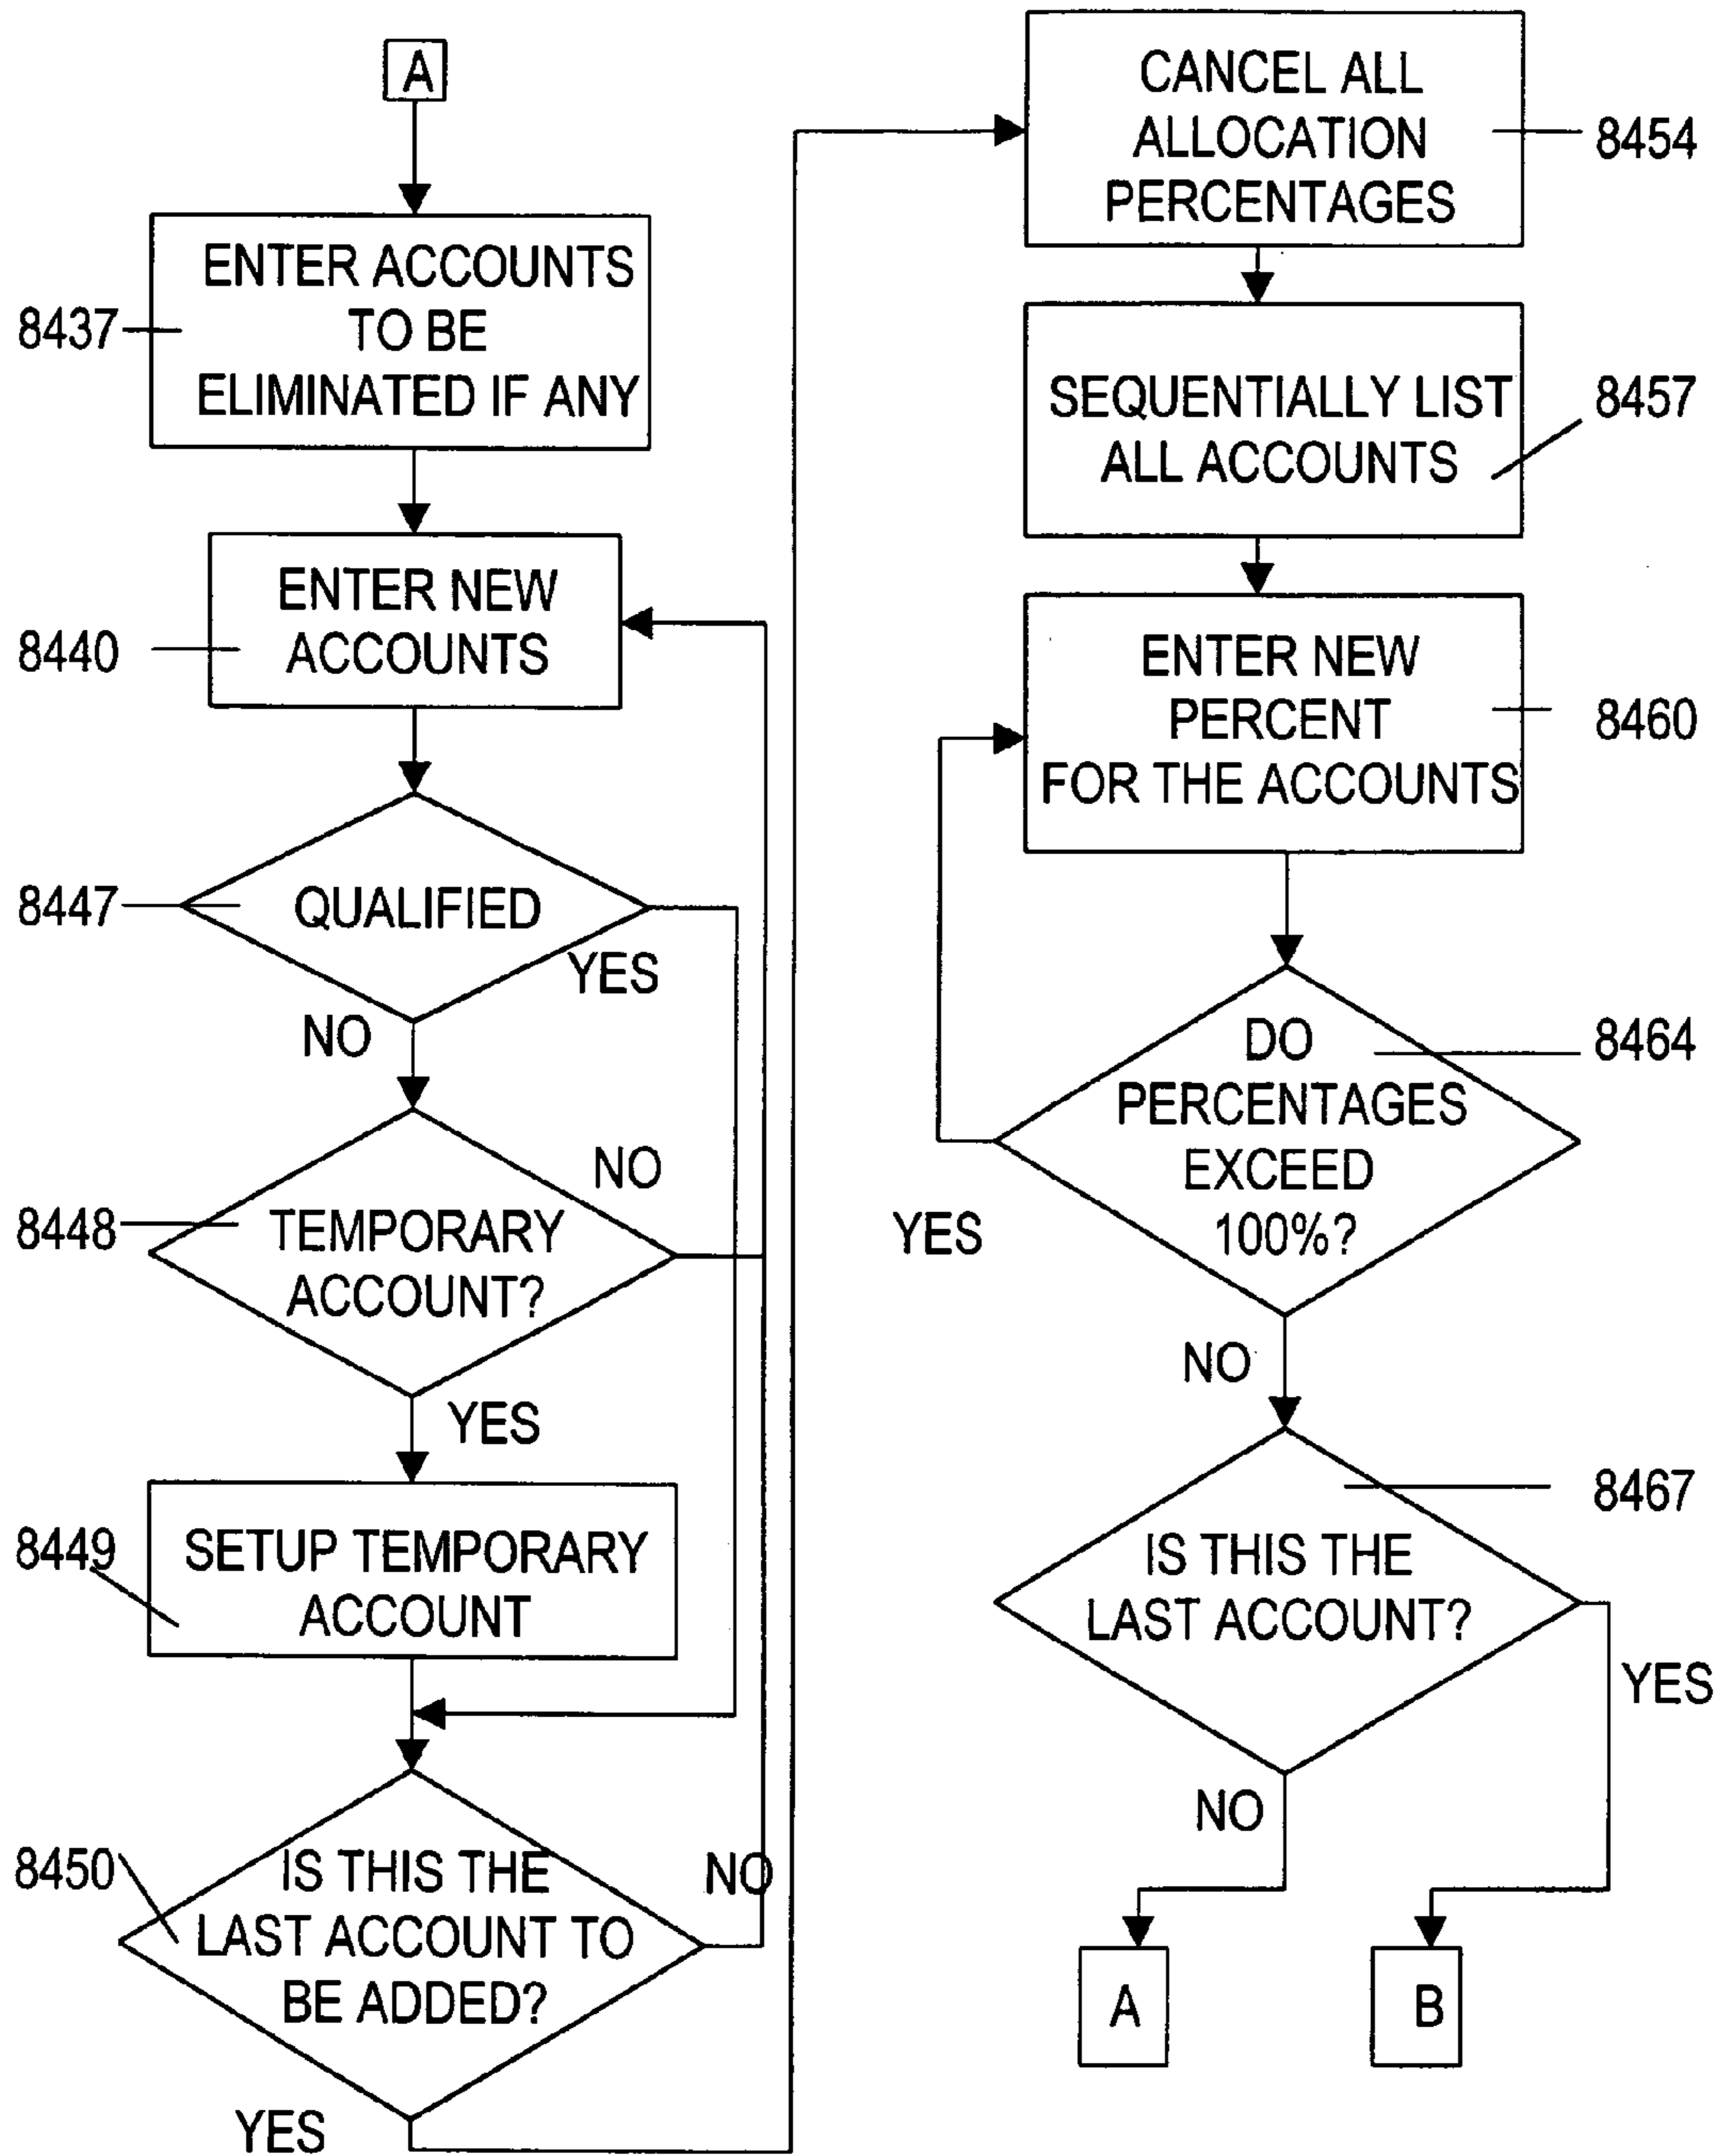 A
ENTER ACCOUNTS
TO BE
ELIMINATED IF ANY
8437
ENTER NEW
ACCOUNTS
8440
QUALIFIED
8447
YES
NO
NO
TEMPORARY
ACCOUNT?
8448
YES
SETUP TEMPORARY
ACCOUNT
8449
IS THIS THE
LAST ACCOUNT TO
BE ADDED?
8450
NO
YES
CANCEL ALL
ALLOCATION
PERCENTAGES
8454
SEQUENTIALLY LIST
ALL ACCOUNTS
8457
ENTER NEW
PERCENT
FOR THE ACCOUNTS
8460
DO
PERCENTAGES
EXCEED
100%?
8464
YES
NO
IS THIS THE
LAST ACCOUNT?
8467
YES
NO
A
B